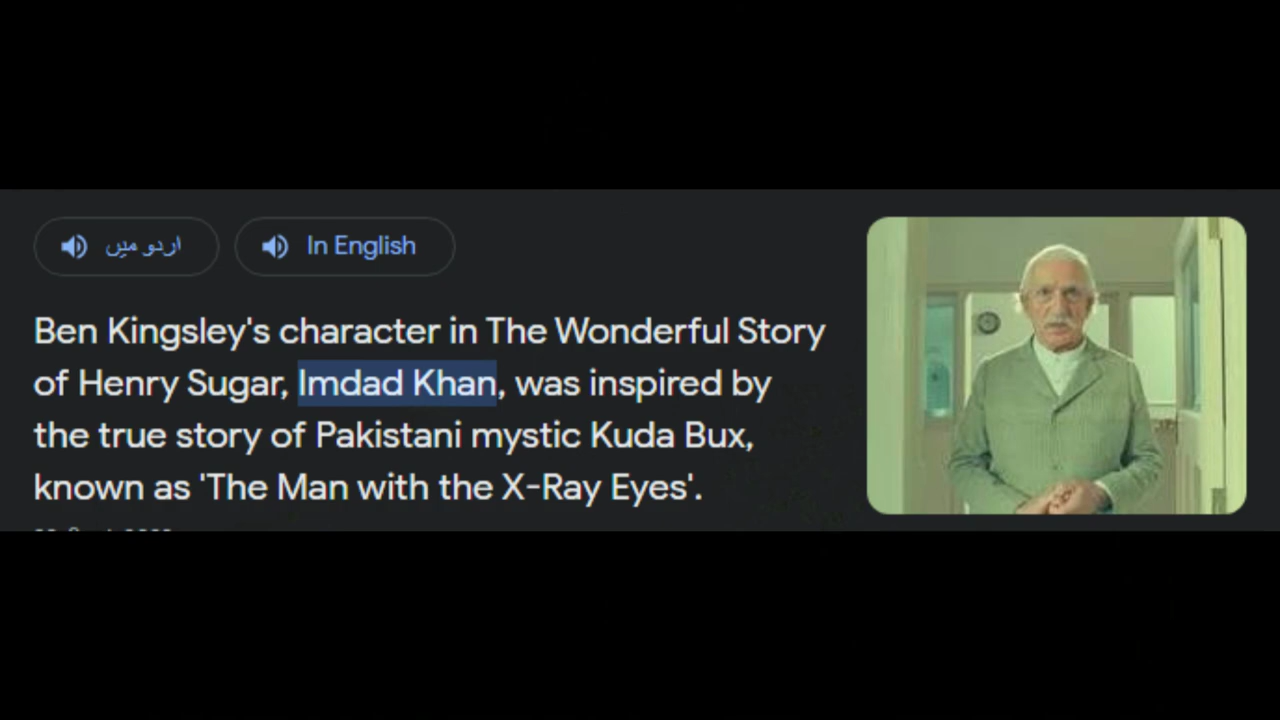 اردو میں
In English
Ben Kingsley's character in The Wonderful Story
of Henry Sugar, Imdad Khan, was inspired by
the true story of Pakistani mystic Kuda Bux,
known as 'The Man with the X-Ray Eyes'.